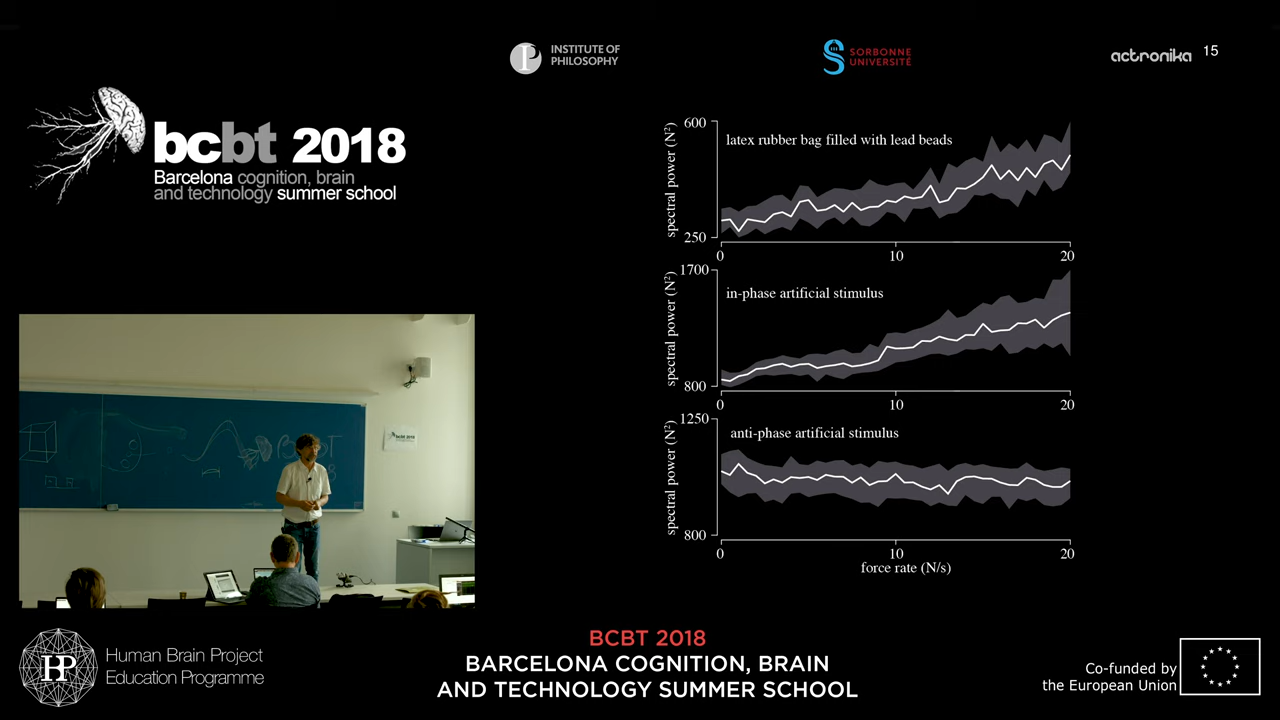 INSTITUTE OF
PHILOSOPHY
SORBONNE
UNIVERSITÉ
actronika
15
bcbt 2018
Barcelona cognition, brain
and technology summer school
600
spectral power (N²)
latex rubber bag filled with lead beads
250
0
10
20
1700
spectral power (N²)
in-phase artificial stimulus
800
0
10
20
1250
spectral power (N²)
anti-phase artificial stimulus
800
0
10
20
force rate (N/s)
bcbt 2018
HP
Human Brain Project
Education Programme
BCBT 2018
BARCELONA COGNITION, BRAIN
AND TECHNOLOGY SUMMER SCHOOL
Co-funded by
the European Union